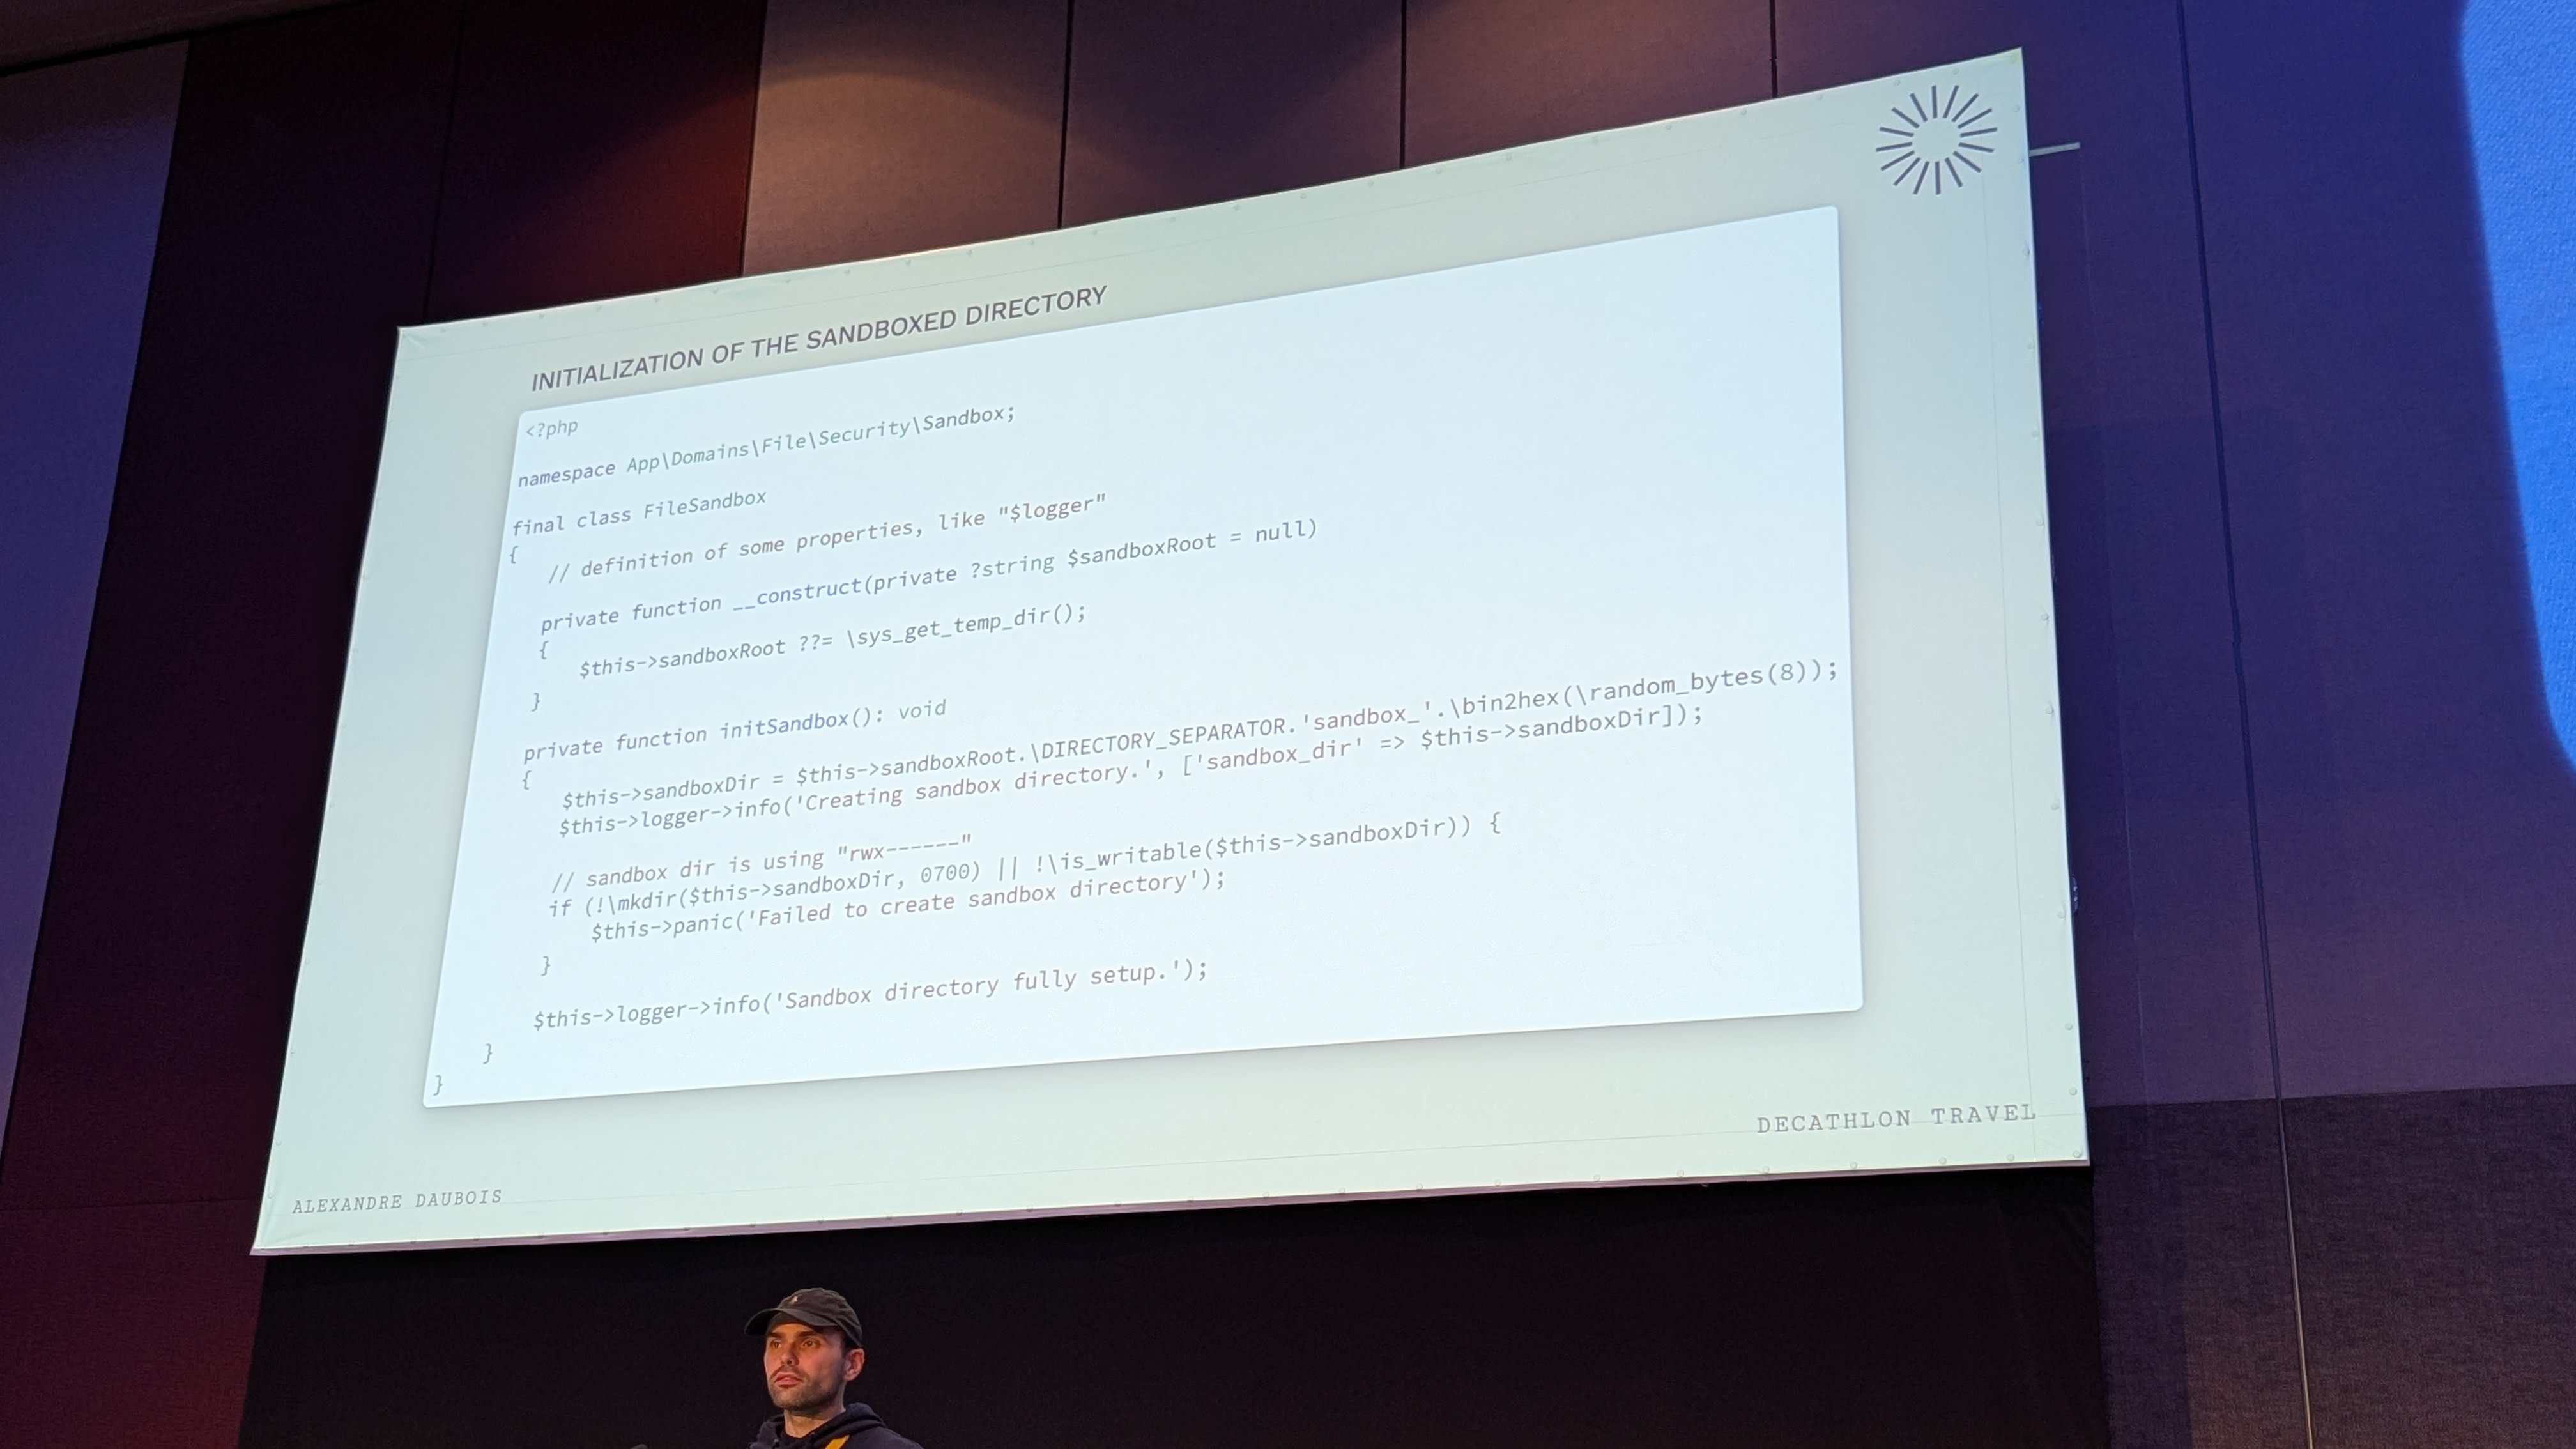 INITIALIZATION OF THE SANDBOXED DIRECTORY
<?php
namespace App\Domains\File\Security\Sandbox;
final class FileSandbox
{
// definition of some properties, like "$logger"
private function __construct(private ?string $sandboxRoot = null)
{
$this->sandboxRoot ??= \sys_get_temp_dir();
}
private function initSandbox(): void
{
$this->sandboxDir = $this->sandboxRoot.\DIRECTORY_SEPARATOR.'sandbox_'.\bin2hex(\random_bytes(8));
$this->logger->info('Creating sandbox directory.', ['sandbox_dir' => $this->sandboxDir]);
// sandbox dir is using "rwx------"
if (!\mkdir($this->sandboxDir, 0700) || !\is_writable($this->sandboxDir)) {
$this->panic('Failed to create sandbox directory');
}
$this->logger->info('Sandbox directory fully setup.');
}
}
ALEXANDRE DAUBOIS
DECATHLON TRAVEL